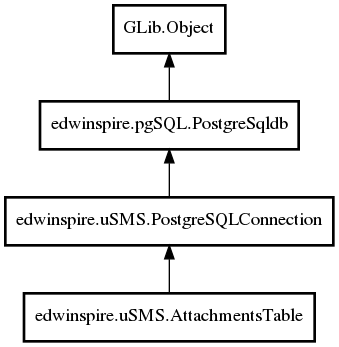 GLib.Object
edwinspire.pgSQL.PostgreSqldb
edwinspire.uSMS.PostgreSQLConnection
edwinspire.uSMS.AttachmentsTable